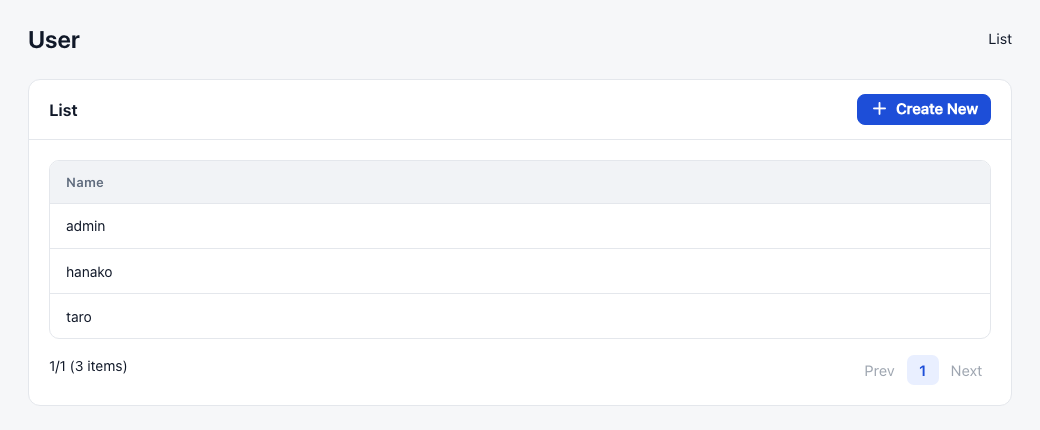 User
List
List
Create New
Name
admin
hanako
taro
1/1 (3 items)
Prev 1 Next